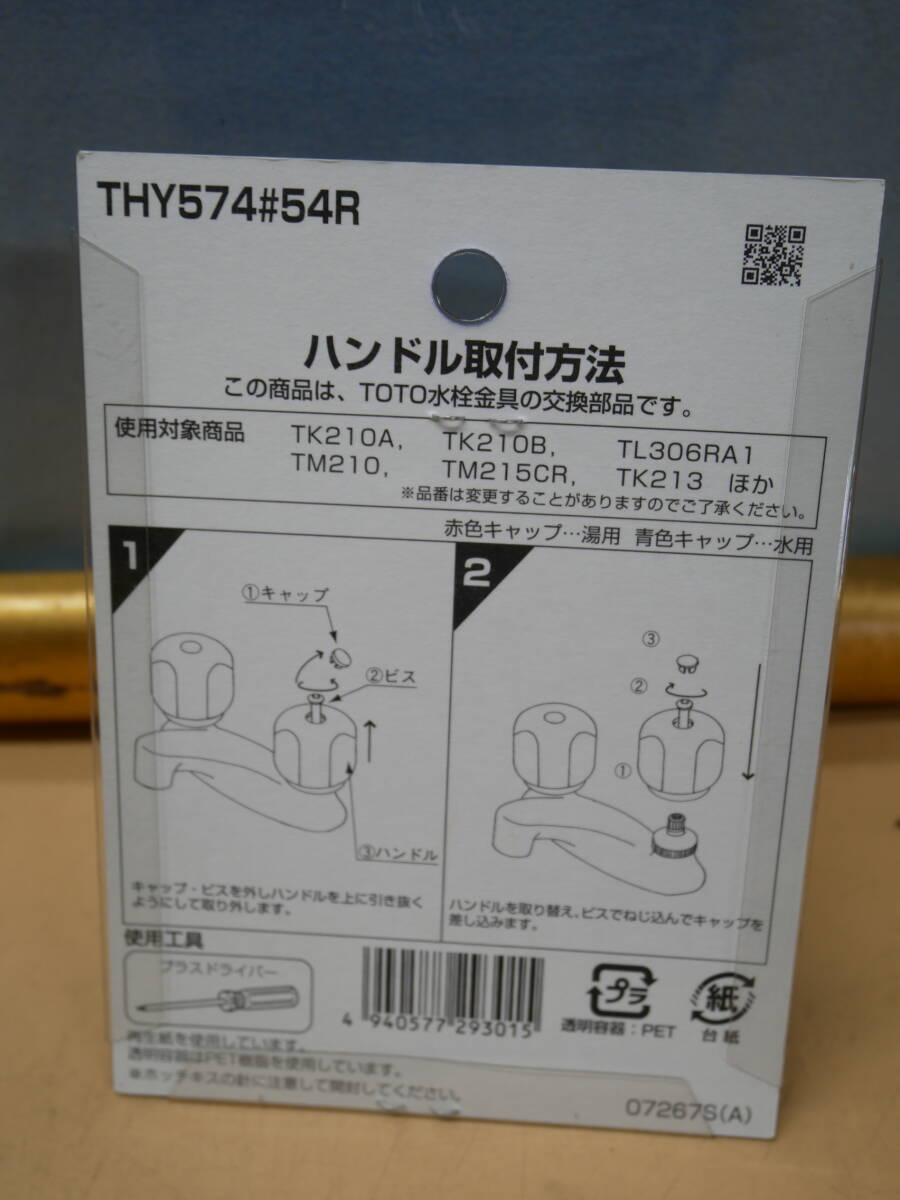 THY574#54R
ハンドル取付方法
この商品は、TOTO水栓金具の交換部品です。
使用対象商品 TK210A, TK210B, TL306RA1
TM210, TM215CR, TK213 ほか
※品番は変更することがありますのでご了承ください。
赤色キャップ…湯用 青色キャップ…水用
1
①キャップ
②ビス
③ハンドル
キャップ・ビスを外しハンドルを上に引き抜く
ようにして取り外します。
2
③
②
①
ハンドルを取り替え、ビスでねじ込んでキャップを
差し込みます。
使用工具
プラスドライバー
4 940577 293015
プラ
透明容器：PET
紙
台紙
再生紙を使用しています。
透明容器はPET樹脂を使用しています。
※ホッチキスの針に注意して開封してください。
07267S(A)